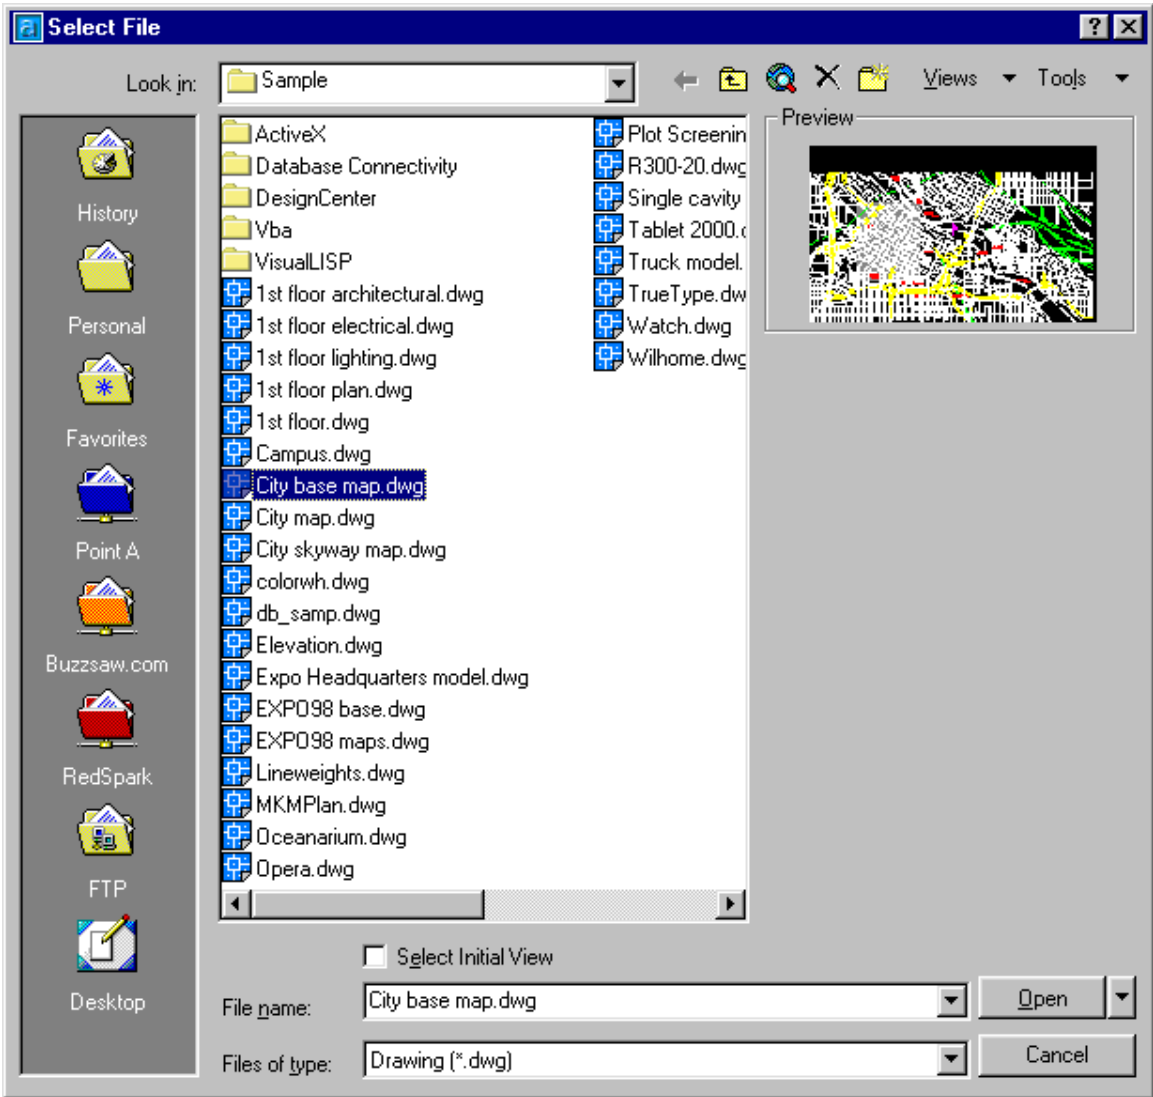 Select File
Look in:
Sample
Views
Tools
History
Personal
Favorites
Point A
Buzzsaw.com
RedSpark
FTP
Desktop
ActiveX
Database Connectivity
DesignCenter
Vba
VisualLISP
1st floor architectural.dwg
1st floor electrical.dwg
1st floor lighting.dwg
1st floor plan.dwg
1st floor.dwg
Campus.dwg
City base map.dwg
City map.dwg
City skyway map.dwg
colorwh.dwg
db_samp.dwg
Elevation.dwg
Expo Headquarters model.dwg
EXPO98 base.dwg
EXPO98 maps.dwg
Lineweights.dwg
MKMPlan.dwg
Oceanarium.dwg
Opera.dwg
Plot Screenin
R300-20.dwg
Single cavity
Tablet 2000.
Truck model.
TrueType.dw
Watch.dwg
Wilhome.dwg
Preview
Select Initial View
File name:
City base map.dwg
Open
Files of type:
Drawing (*.dwg)
Cancel